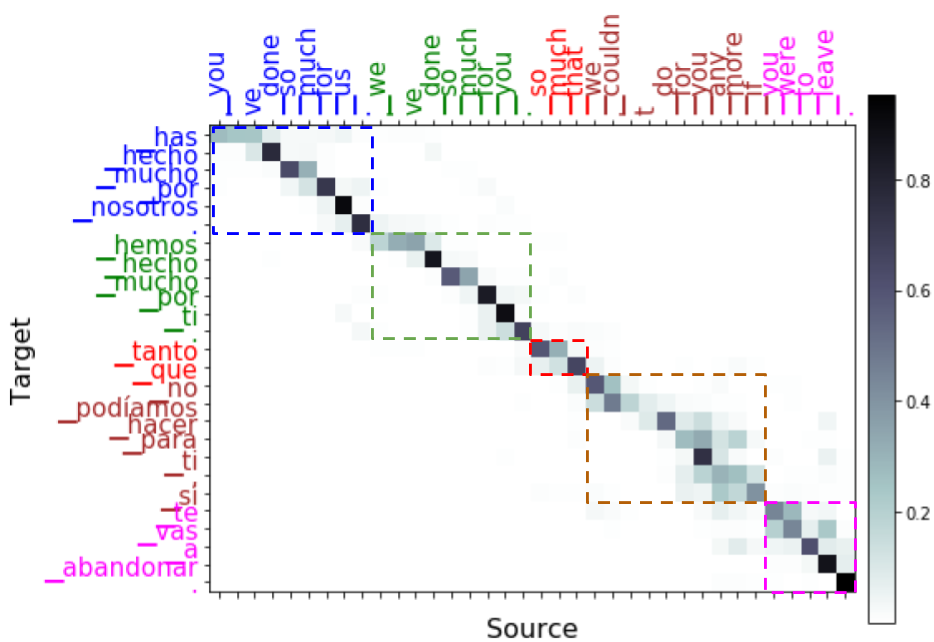 _you
'
_ve
_done
_so
_much
_for
_us
.
_we
'
_ve
_done
_so
_much
_for
_you
.
_so
_much
_that
_we
_couldn
'
_t
_do
_for
_you
_any
_more
_if
_you
_were
_to
_leave
.
_has
_hecho
_mucho
_por
_nosotros
.
_hemos
_hecho
_mucho
_por
_ti
.
_tanto
_que
_no
_podíamos
_hacer
_para
_ti
_si
_te
_vas
_a
_abandonar
.
Target
Source
0.8
0.6
0.4
0.2